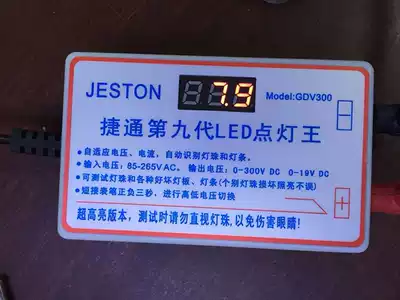 7.9
JESTON
Model:GDV300
捷通第九代LED点灯王
• 自适应电压、电流，自动识别灯珠和灯条。
• 输入电压：85-265VAC。 输出电压：0-300V DC 0-19V DC
• 可测试灯珠和各种好坏灯板、灯条(个别灯珠接坏照亮不误)
• 短接表笔正负三秒，进行高低电压切换
超高亮版本，测试时请勿直视灯珠，以免伤害眼睛！